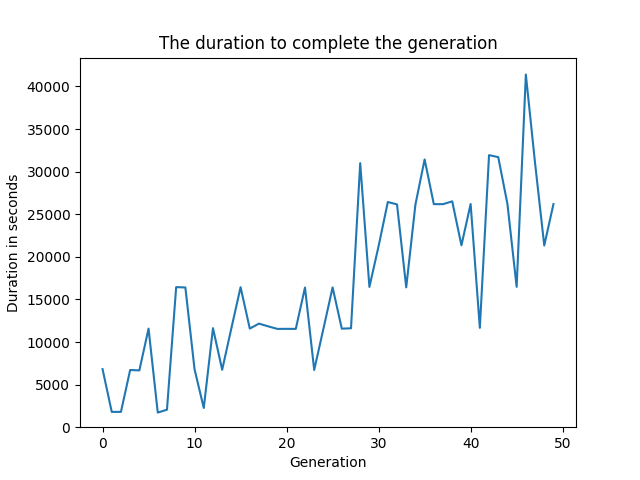 The duration to complete the generation
40000
35000
30000
25000
20000
15000
10000
5000
0
Duration in seconds
0 10 20 30 40 50
Generation